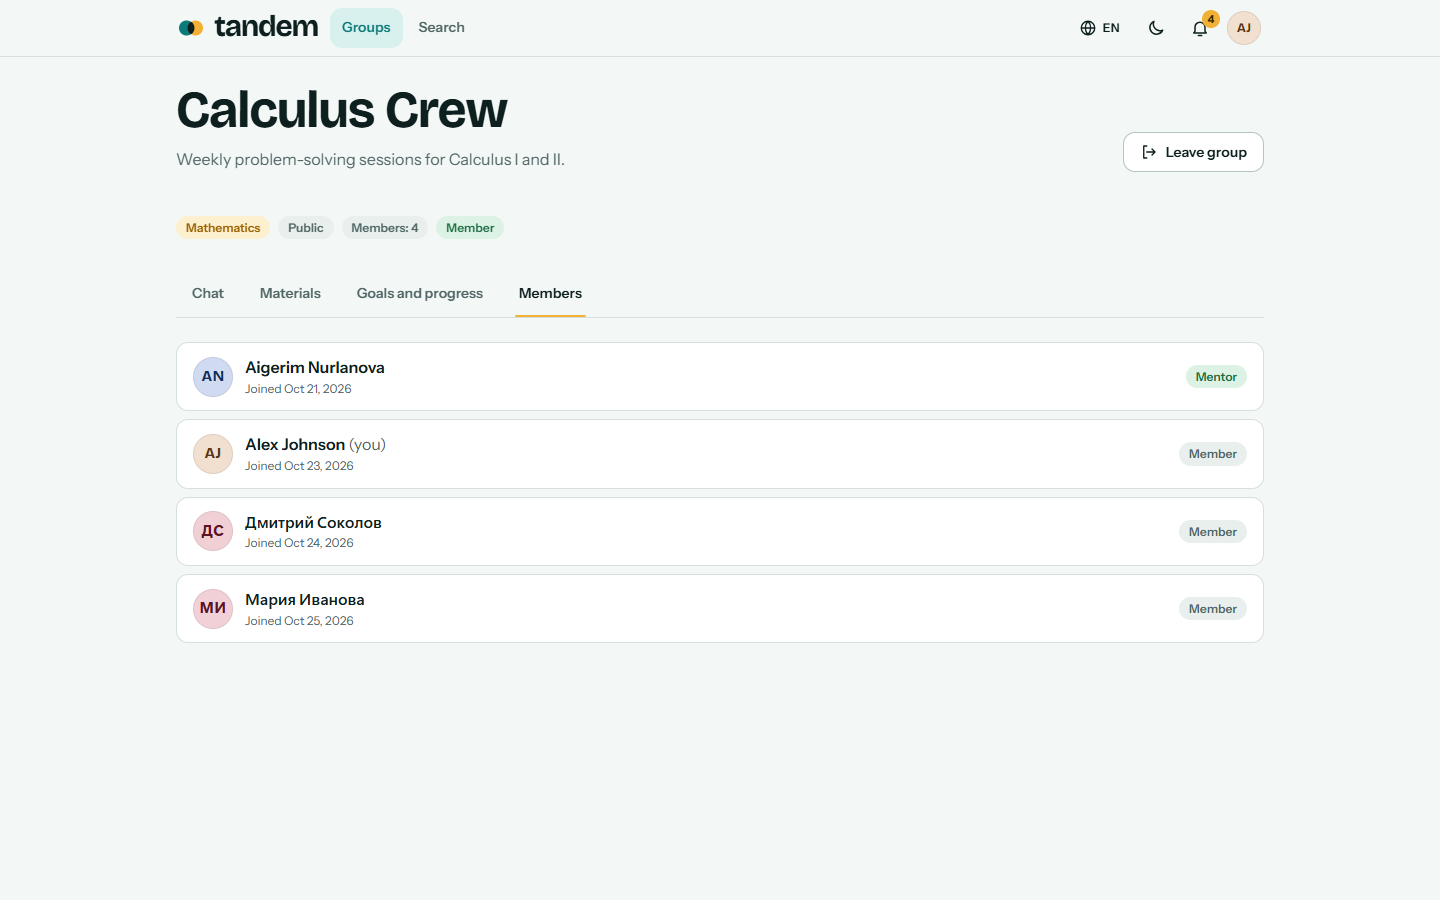 tandem Groups Search EN 4 AJ
Calculus Crew
Weekly problem-solving sessions for Calculus I and II.
Leave group
Mathematics Public Members: 4 Member
Chat Materials Goals and progress Members
AN Aigerim Nurlanova Mentor
Joined Oct 21, 2026
AJ Alex Johnson (you) Member
Joined Oct 23, 2026
ДС Дмитрий Соколов Member
Joined Oct 24, 2026
МИ Мария Иванова Member
Joined Oct 25, 2026